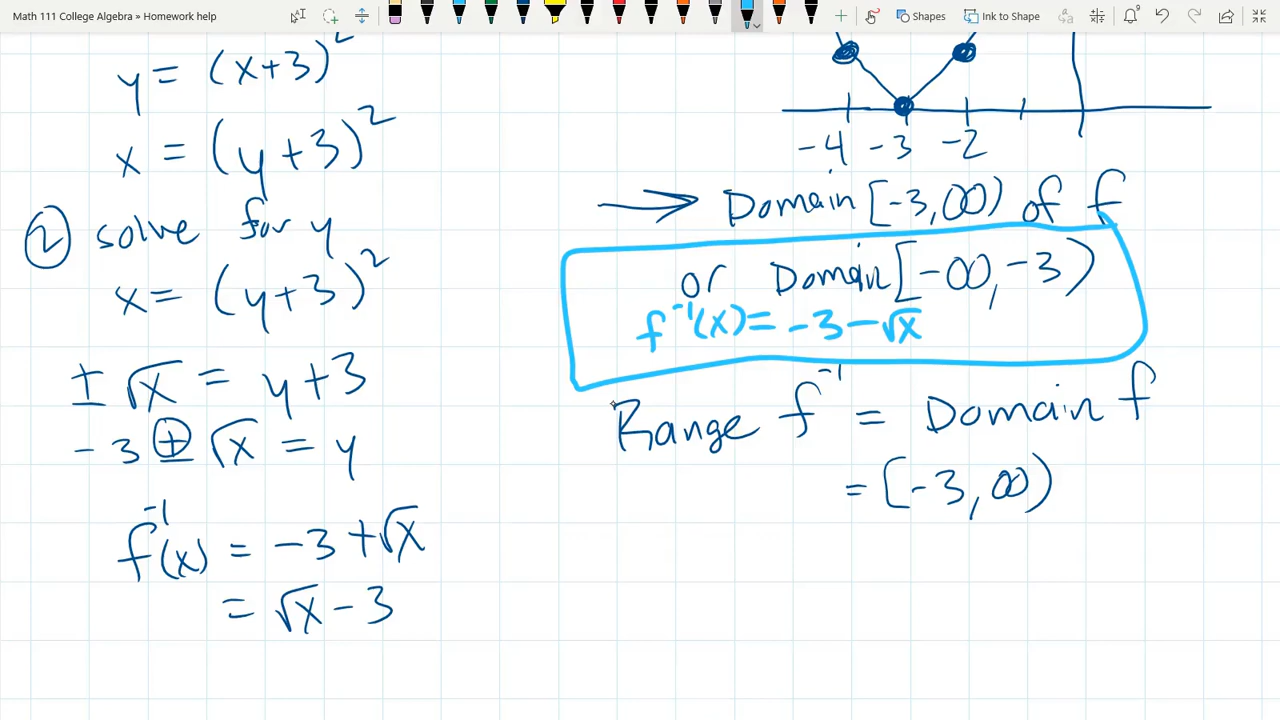 Math 111 College Algebra » Homework help
Shapes
Ink to Shape
y = (x+3)²
x = (y+3)²
② solve for y
x = (y+3)²
± √x = y+3
-3 ± √x = y
f⁻¹(x) = -3 + √x
= √x - 3
-4 -3 -2
→ Domain [-3, ∞) of f
or Domain [-∞, -3)
f⁻¹(x) = -3 - √x
Range f⁻¹ = Domain f
= [-3, ∞)